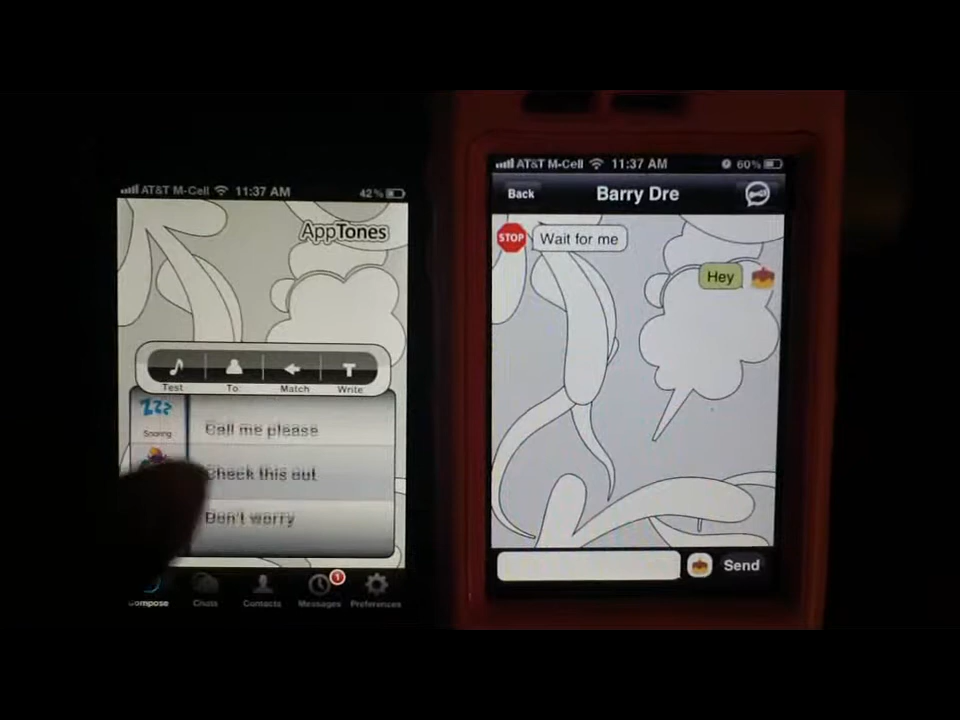 AT&T M-Cell 11:37 AM 42%
AppTones
Test To Match Write
Snoring
Call me please
Check this out
Don't worry
Compose Chats Contacts Messages Preferences
1
AT&T M-Cell 11:37 AM 60%
Back Barry Dre
STOP Wait for me
Hey
Send